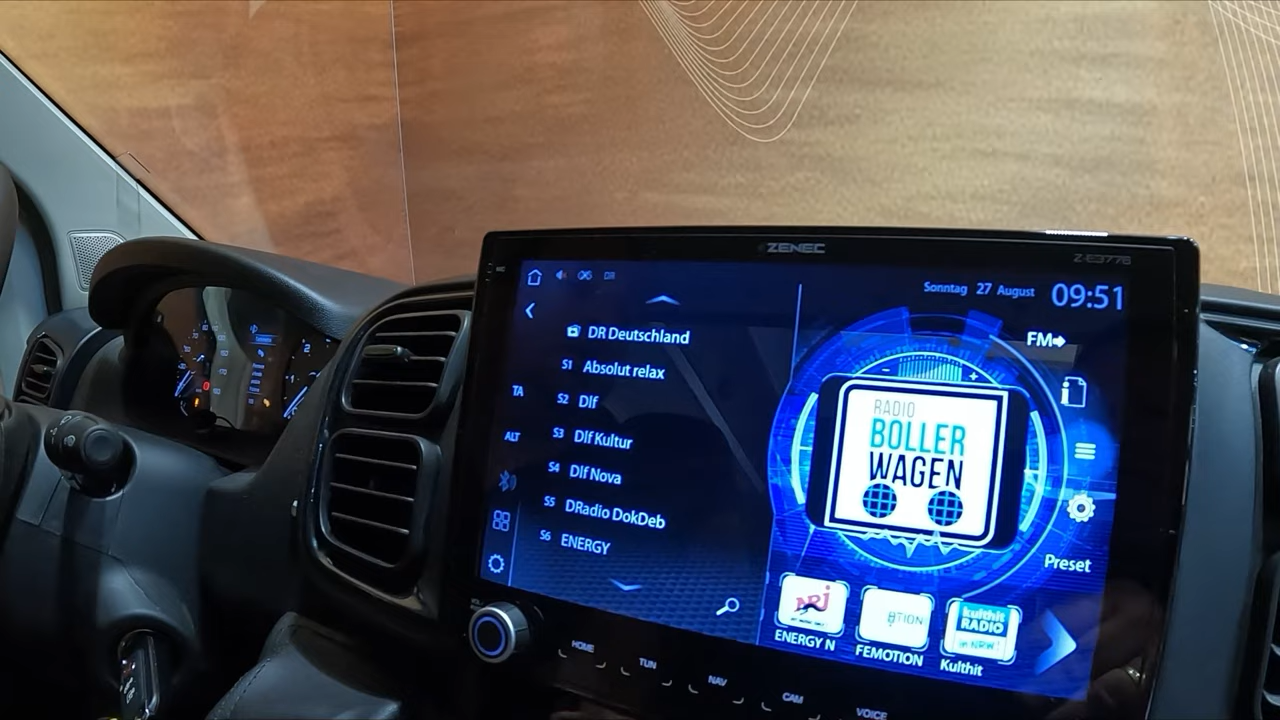 ZENEC
Z-E3776
Sonntag 27 August 09:51
DR Deutschland
FM
S1 Absolut relax
TA
S2 Dlf
RADIO
BOLLER
WAGEN
ALT
S3 Dlf Kultur
S4 Dlf Nova
S5 DRadio DokDeb
S6 ENERGY
Preset
NRJ
kulthit
RADIO
in NRW!
ENERGY N
FEMOTION
Kulthit
HOME
TUN
NAV
CAM
VOICE